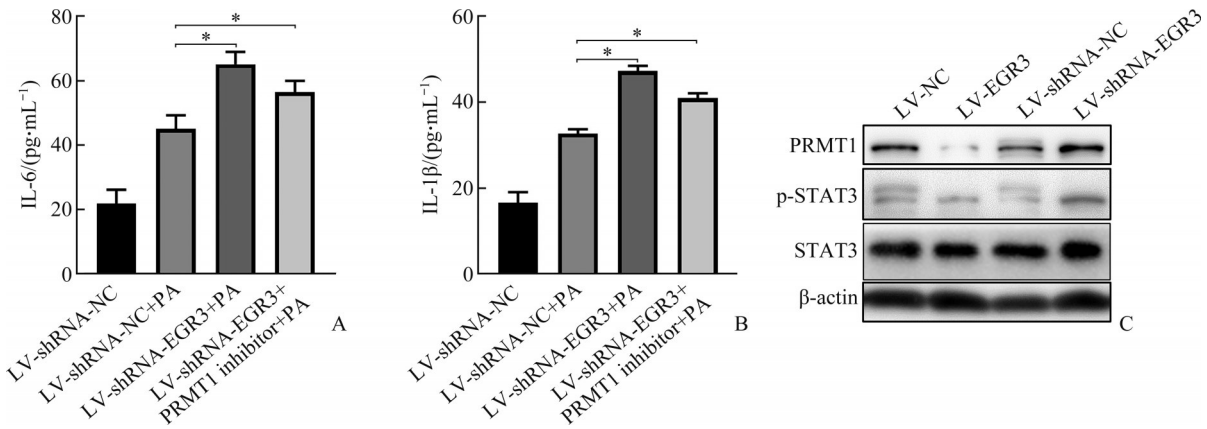 80
60
40
20
0
IL-6/(pg·mL⁻¹)
*
*
LV-shRNA-NC
LV-shRNA-NC+PA
LV-shRNA-EGR3+PA
LV-shRNA-EGR3+
PRMT1 inhibitor+PA
A
60
40
20
0
IL-1β/(pg·mL⁻¹)
*
*
LV-shRNA-NC
LV-shRNA-NC+PA
LV-shRNA-EGR3+PA
LV-shRNA-EGR3+
PRMT1 inhibitor+PA
B
LV-NC
LV-EGR3
LV-shRNA-NC
LV-shRNA-EGR3
PRMT1
p-STAT3
STAT3
β-actin
C